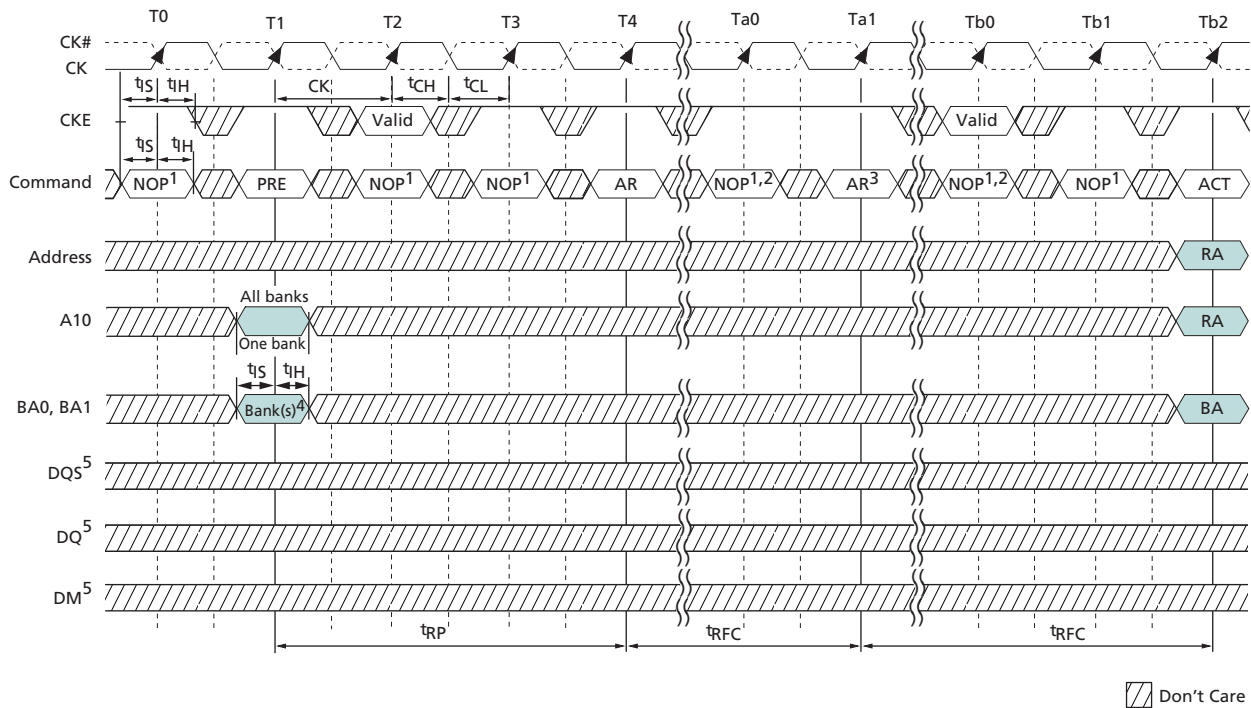 T0 T1 T2 T3 T4 Ta0 Ta1 Tb0 Tb1 Tb2
CK#
CK
tIS tIH CK tCH tCL
CKE Valid Valid
tIS tIH
Command NOP1 PRE NOP1 NOP1 AR NOP1,2 AR3 NOP1,2 NOP1 ACT
Address RA
All banks
A10 RA
One bank
tIS tIH
BA0, BA1 Bank(s)4 BA
DQS5
DQ5
DM5
tRP tRFC tRFC
Don't Care